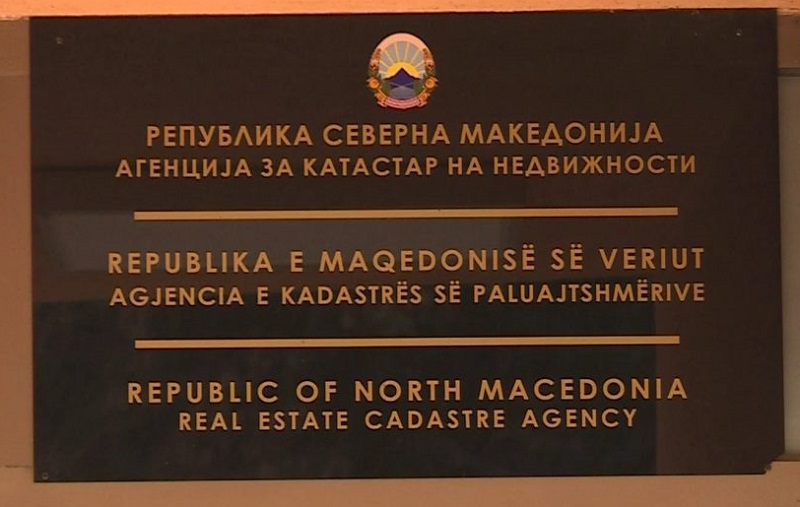 РЕПУБЛИКА СЕВЕРНА МАКЕДОНИЈА
АГЕНЦИЈА ЗА КАТАСТАР НА НЕДВИЖНОСТИ
REPUBLIKA E MAQEDONISË SË VERIUT
AGJENCIA E KADASTRËS SË PALUAJTSHMËRIVE
REPUBLIC OF NORTH MACEDONIA
REAL ESTATE CADASTRE AGENCY